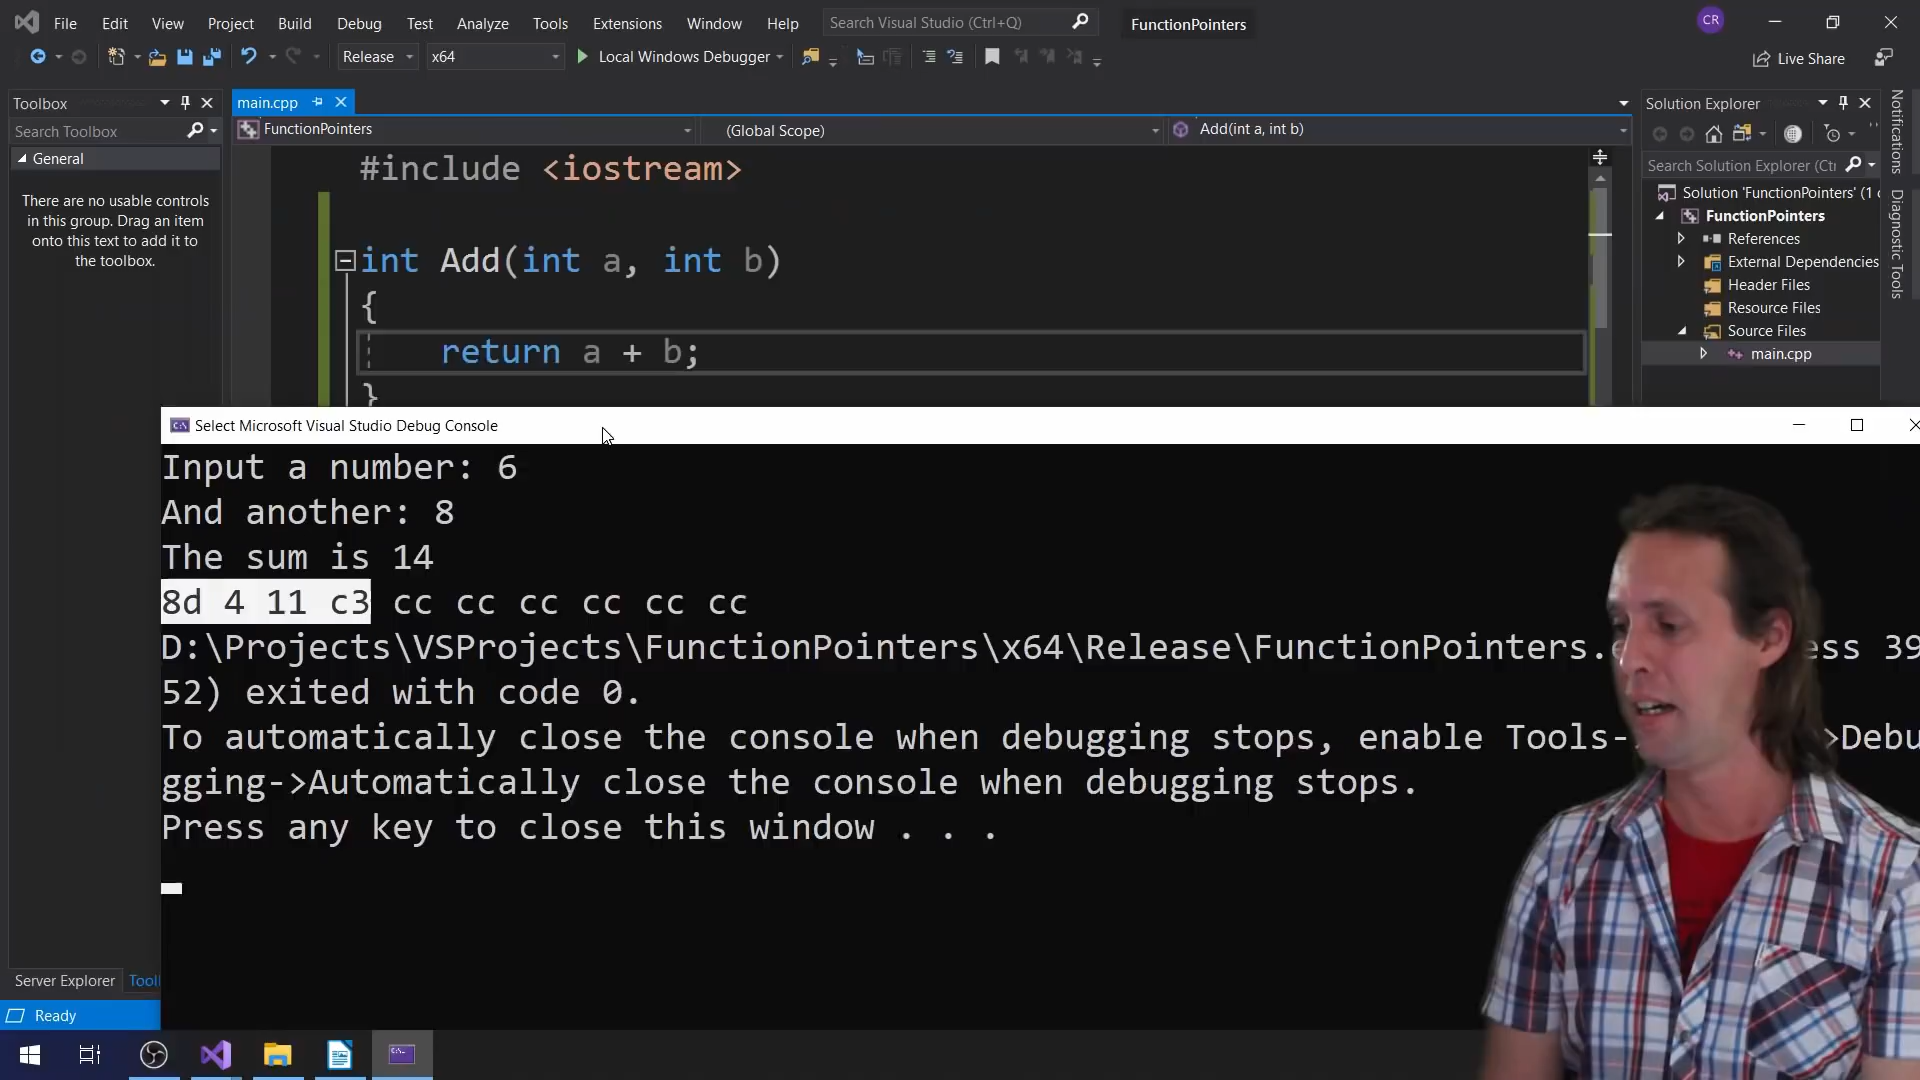 File Edit View Project Build Debug Test Analyze Tools Extensions Window Help Search Visual Studio (Ctrl+Q) FunctionPointers CR
Release x64 Local Windows Debugger Live Share
Toolbox
Search Toolbox
General
There are no usable controls
in this group. Drag an item
onto this text to add it to
the toolbox.
main.cpp
FunctionPointers (Global Scope) Add(int a, int b)
#include <iostream>
int Add(int a, int b)
{
return a + b;
}
Solution Explorer
Search Solution Explorer (Ctr
Solution 'FunctionPointers' (1
FunctionPointers
References
External Dependencies
Header Files
Resource Files
Source Files
main.cpp
Notifications
Diagnostic Tools
Select Microsoft Visual Studio Debug Console
Input a number: 6
And another: 8
The sum is 14
8d 4 11 c3 cc cc cc cc cc cc
D:\Projects\VSProjects\FunctionPointers\x64\Release\FunctionPointers. ess 39
52) exited with code 0.
To automatically close the console when debugging stops, enable Tools- >Debu
gging->Automatically close the console when debugging stops.
Press any key to close this window . . .
Server Explorer Tool
Ready